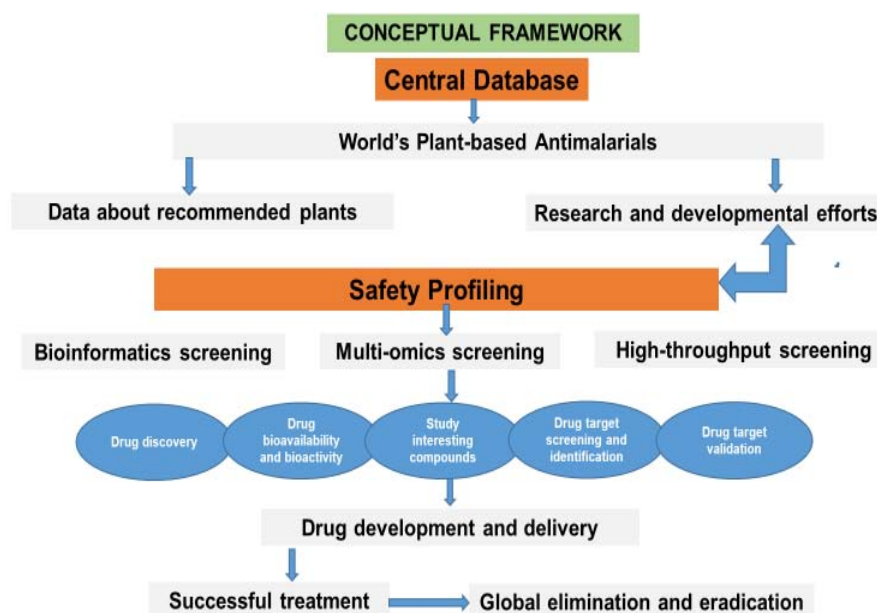 CONCEPTUAL FRAMEWORK
Central Database
World's Plant-based Antimalarials
Data about recommended plants
Research and developmental efforts
Safety Profiling
Bioinformatics screening
Multi-omics screening
High-throughput screening
Drug discovery
Drug
bioavailability
and bioactivity
Study
interesting
compounds
Drug target
screening and
identification
Drug target
validation
Drug development and delivery
Successful treatment
Global elimination and eradication